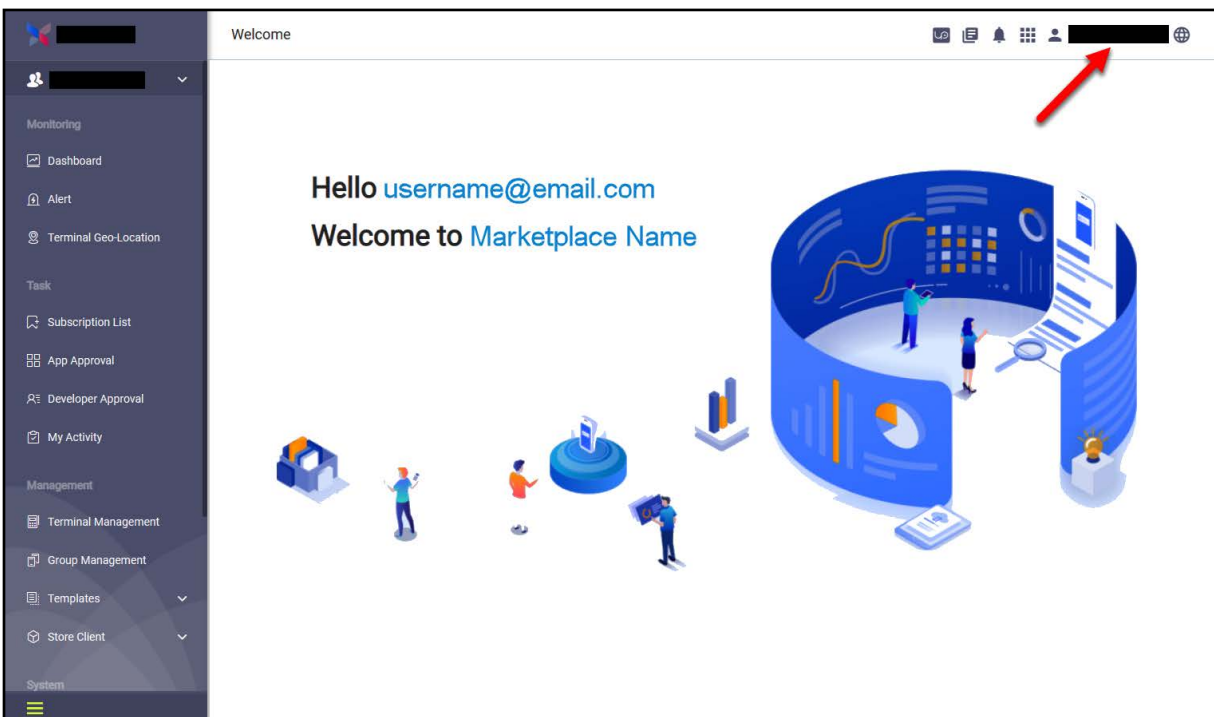 Welcome
Monitoring
Dashboard
Alert
Terminal Geo-Location
Task
Subscription List
App Approval
Developer Approval
My Activity
Management
Terminal Management
Group Management
Templates
Store Client
System
Hello username@email.com
Welcome to Marketplace Name